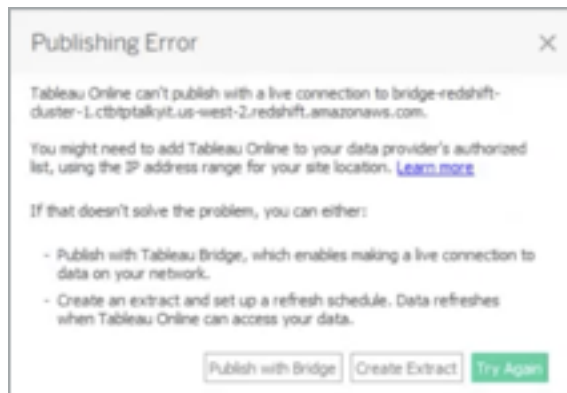 Publishing Error
Tableau Online can't publish with a live connection to bridge-redshift-
cluster-1.ctbtptalkyit.us-west-2.redshift.amazonaws.com.
You might need to add Tableau Online to your data provider's authorized
list, using the IP address range for your site location. Learn more
If that doesn't solve the problem, you can either:
- Publish with Tableau Bridge, which enables making a live connection to
data on your network.
- Create an extract and set up a refresh schedule. Data refreshes
when Tableau Online can access your data.
Publish with Bridge Create Extract Try Again